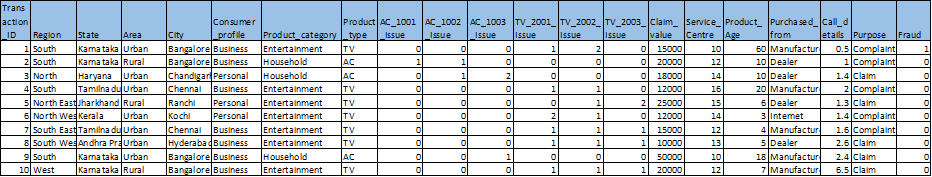 Trans action _ID Region State Area City Consumer _profile Product_category Product _type AC_1001 _Issue AC_1002 _Issue AC_1003 _Issue TV_2001_ Issue TV_2002_ Issue TV_2003_ Issue Claim_ value Service_ Centre Product_ Age Purchased_ from Call_d etails Purpose Fraud
1 South Karnataka Urban Bangalore Business Entertainment TV 0 0 0 1 2 0 15000 10 60 Manufacture 0.5 Complaint 1
2 South Karnataka Rural Bangalore Business Household AC 1 1 0 0 0 0 20000 12 10 Dealer 1 Complaint 0
3 North Haryana Urban Chandigarh Personal Household AC 0 1 2 0 0 0 18000 14 10 Dealer 1.4 Claim 0
4 South Tamilnadu Urban Chennai Business Entertainment TV 0 0 0 1 1 0 12000 16 20 Manufacture 2 Complaint 0
5 North East Jharkhand Rural Ranchi Personal Entertainment TV 0 0 0 0 1 2 25000 15 6 Dealer 1.3 Claim 0
6 North West Kerala Urban Kochi Personal Entertainment TV 0 0 0 2 1 0 12000 14 3 Internet 1.4 Complaint 0
7 South East Tamilnadu Urban Chennai Business Entertainment TV 0 0 0 1 1 1 15000 12 4 Manufacture 1.6 Complaint 0
8 South West Andhra Pra Urban Hyderabad Business Entertainment TV 0 0 0 1 1 1 10000 13 5 Dealer 2.6 Claim 0
9 South Karnataka Urban Bangalore Business Household AC 0 0 1 0 0 0 50000 10 18 Manufacture 2.4 Claim 0
10 West Karnataka Rural Bangalore Business Entertainment TV 0 0 0 1 1 1 20000 12 7 Manufacture 6.5 Claim 0